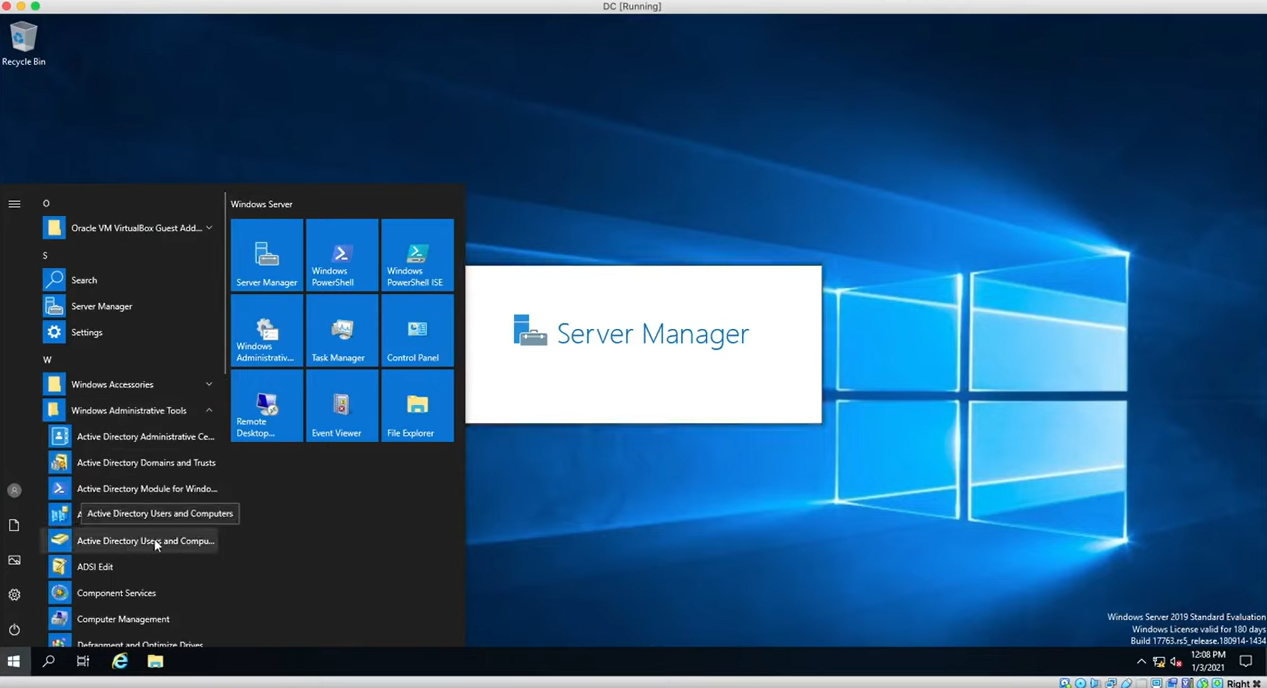 DC [Running]
Recycle Bin
O
Oracle VM VirtualBox Guest Add...
S
Search
Server Manager
Settings
W
Windows Accessories
Windows Administrative Tools
Active Directory Administrative Ce...
Active Directory Domains and Trusts
Active Directory Module for Windo...
Active Directory Users and Computers
Active Directory Users and Compu...
ADSI Edit
Component Services
Computer Management
Defragment and Optimize Drives
Windows Server
Server Manager
Windows
PowerShell
Windows
PowerShell ISE
Windows
Administrativ...
Task Manager
Control Panel
Remote
Desktop...
Event Viewer
File Explorer
Server Manager
Windows Server 2019 Standard Evaluation
Windows License valid for 180 days
Build 17763.rs5_release.180914-1434
12:08 PM
1/3/2021
Right ⌘